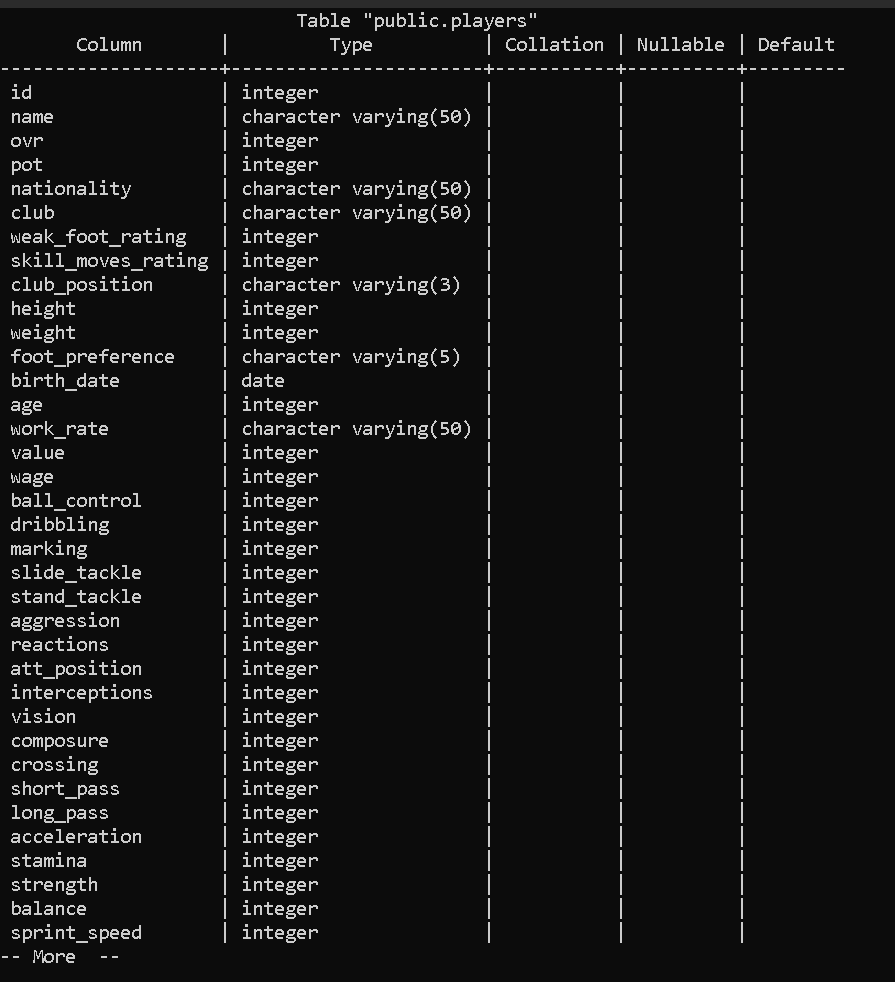 Table "public.players"
       Column       |         Type          | Collation | Nullable | Default
--------------------+-----------------------+-----------+----------+---------
 id                 | integer               |           |          |
 name               | character varying(50) |           |          |
 ovr                | integer               |           |          |
 pot                | integer               |           |          |
 nationality        | character varying(50) |           |          |
 club               | character varying(50) |           |          |
 weak_foot_rating   | integer               |           |          |
 skill_moves_rating | integer               |           |          |
 club_position      | character varying(3)  |           |          |
 height             | integer               |           |          |
 weight             | integer               |           |          |
 foot_preference    | character varying(5)  |           |          |
 birth_date         | date                  |           |          |
 age                | integer               |           |          |
 work_rate          | character varying(50) |           |          |
 value              | integer               |           |          |
 wage               | integer               |           |          |
 ball_control       | integer               |           |          |
 dribbling          | integer               |           |          |
 marking            | integer               |           |          |
 slide_tackle       | integer               |           |          |
 stand_tackle       | integer               |           |          |
 aggression         | integer               |           |          |
 reactions          | integer               |           |          |
 att_position       | integer               |           |          |
 interceptions      | integer               |           |          |
 vision             | integer               |           |          |
 composure          | integer               |           |          |
 crossing           | integer               |           |          |
 short_pass         | integer               |           |          |
 long_pass          | integer               |           |          |
 acceleration       | integer               |           |          |
 stamina            | integer               |           |          |
 strength           | integer               |           |          |
 balance            | integer               |           |          |
 sprint_speed       | integer               |           |          |
-- More  --